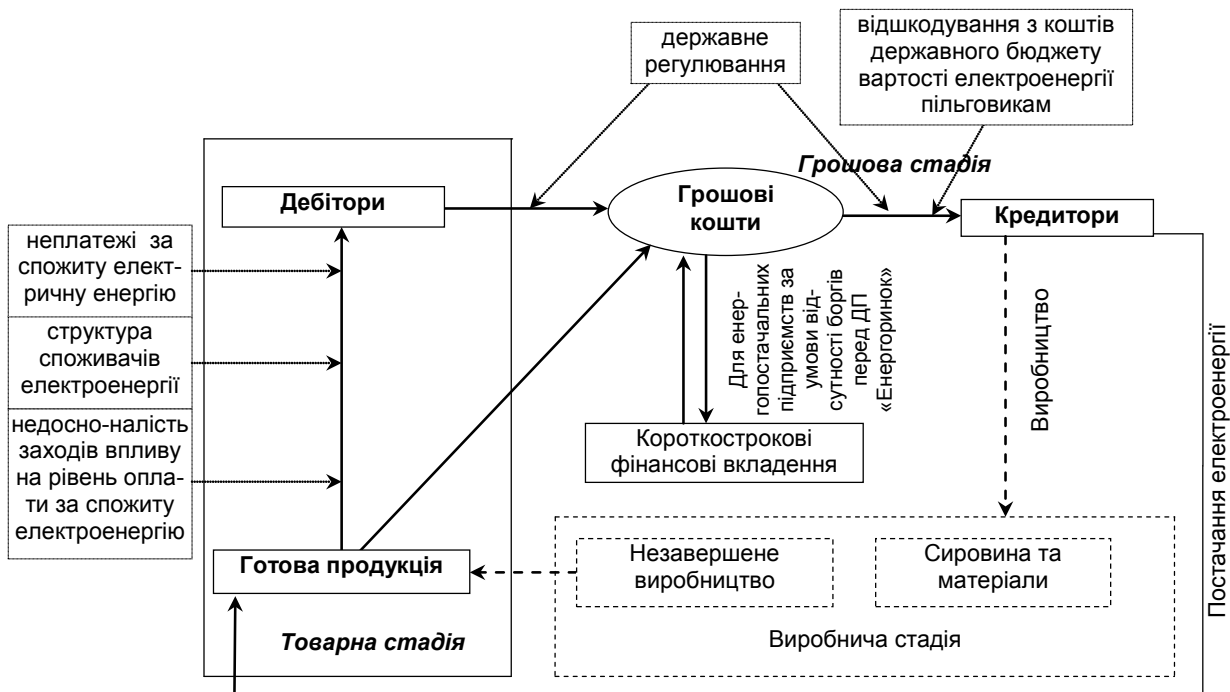 державне
регулювання
відшкодування з коштів
державного бюджету
вартості електроенергії
пільговикам
Грошова стадія
Дебітори
Грошові
кошти
Кредитори
неплатежі за
спожиту елект-
ричну енергію
структура
споживачів
електроенергії
недосно-налість
заходів впливу
на рівень опла-
ти за спожиту
електроенергію
Для енер-
гопостачальних
підприємств за
умови від-
сутності боргів
перед ДП
«Енергоринок»
Виробництво
Постачання електроенергії
Короткострокові
фінансові вкладення
Готова продукція
Незавершене
виробництво
Сировина та
матеріали
Товарна стадія
Виробнича стадія